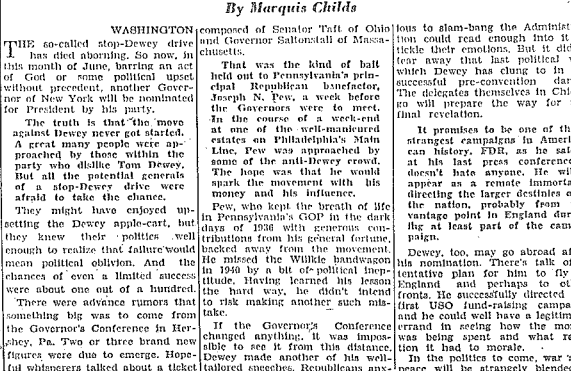 By Marquis Childs
WASHINGTON
THE so-called stop-Dewey drive
has died aborning. So now, in
this month of June, barring an act
of God or some political upset
without precedent, another Gover-
nor of New York will be nominated
for President by his party.
The truth is that the move
against Dewey never got started.
A great many people were ap-
proached by those within the
party who dislike Tom Dewey.
But all the potential generals
of a stop-Dewey drive were
afraid to take the chance.
They might have enjoyed up-
setting the Dewey apple-cart, but
they knew their politics well
enough to realize that failure would
mean political oblivion. And the
chances of even a limited success
were about one out of a hundred.
There were advance rumors that
something big was to come from
the Governor's Conference in Her-
shey, Pa. Two or three brand new
figures were due to emerge. Hope-
ful whisperers talked about a ticket
composed of Senator Taft of Ohio
and Governor Saltonstall of Massa-
chusetts.
That was the kind of bait
held out to Pennsylvania's prin-
cipal Republican benefactor,
Joseph N. Pew, a week before
the Governors were to meet.
In the course of a week-end
at one of the well-manicured
estates on Philadelphia's Main
Line, Pew was approached by
some of the anti-Dewey crowd.
The hope was that he would
spark the movement with his
money and his influence.
Pew, who kept the breath of life
in Pennsylvania's GOP in the dark
days of 1936 with generous con-
tributions from his general fortune,
backed away from the movement.
He missed the Willkie bandwagon
in 1940 by a bit of political inep-
titude. Having learned his lesson
the hard way, he didn't intend
to risk making another such mis-
take.
If the Governor's Conference
changed anything, it was impos-
sible to see it from this distance.
Dewey made another of his well-
tailored speeches. Republicans anx-
ious to slam-bang the Administ
tion could read enough into it
tickle their emotions. But it did
tear away that last political v
which Dewey has clung to in
successful pre-convention dar
The delegates themselves in Chi
go will prepare the way for
final revelation.
It promises to be one of th
strangest campaigns in Ameri
can history. FDR, as he sat
at his last press conference
doesn't hate anyone. He wil
appear as a remote immorta
directing the larger destinies o
the nation, probably from
vantage point in England dur
ing at least part of the cam
paign.
Dewey, too, may go abroad af
his nomination. There's talk of
tentative plan for him to fly
England and perhaps to ot
fronts. He successfully directed
first USO fund-raising campa
and he could well have a legitim
errand in seeing how the mo
was being spent and what re
tion it had to morale.
In the politics to come, war
peace will be strangely blended